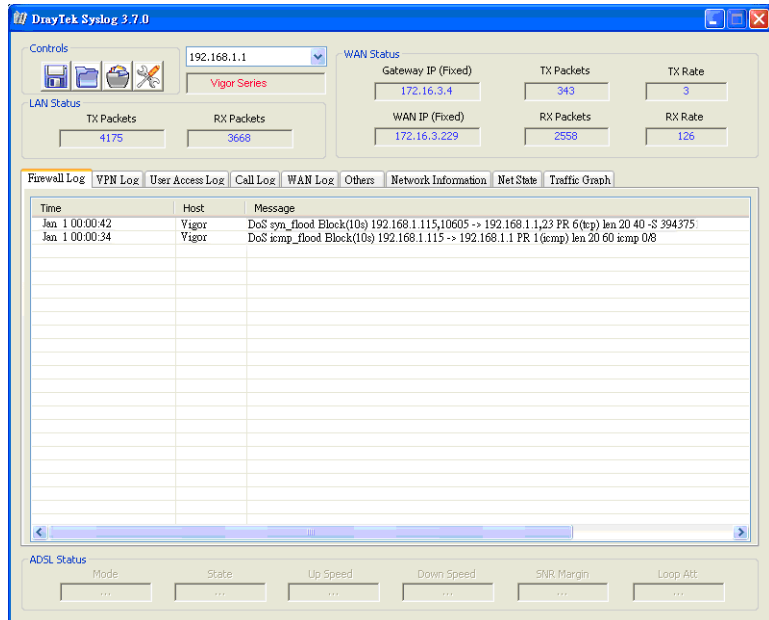 DrayTek Syslog 3.7.0
Controls
192.168.1.1
Vigor Series
LAN Status
TX Packets RX Packets
4175 3668
WAN Status
Gateway IP (Fixed) TX Packets TX Rate
172.16.3.4 343 3
WAN IP (Fixed) RX Packets RX Rate
172.16.3.229 2558 126
Firewall Log VPN Log User Access Log Call Log WAN Log Others Network Information Net State Traffic Graph
Time Host Message
Jan 1 00:00:42 Vigor DoS syn_flood Block(10s) 192.168.1.115,10605 -> 192.168.1.1,23 PR 6(tcp) len 20 40 -S 394375
Jan 1 00:00:34 Vigor DoS icmp_flood Block(10s) 192.168.1.115 -> 192.168.1.1 PR 1(icmp) len 20 60 icmp 0/8
ADSL Status
Mode State Up Speed Down Speed SNR Margin Loop Att
... ... ... ... ... ...